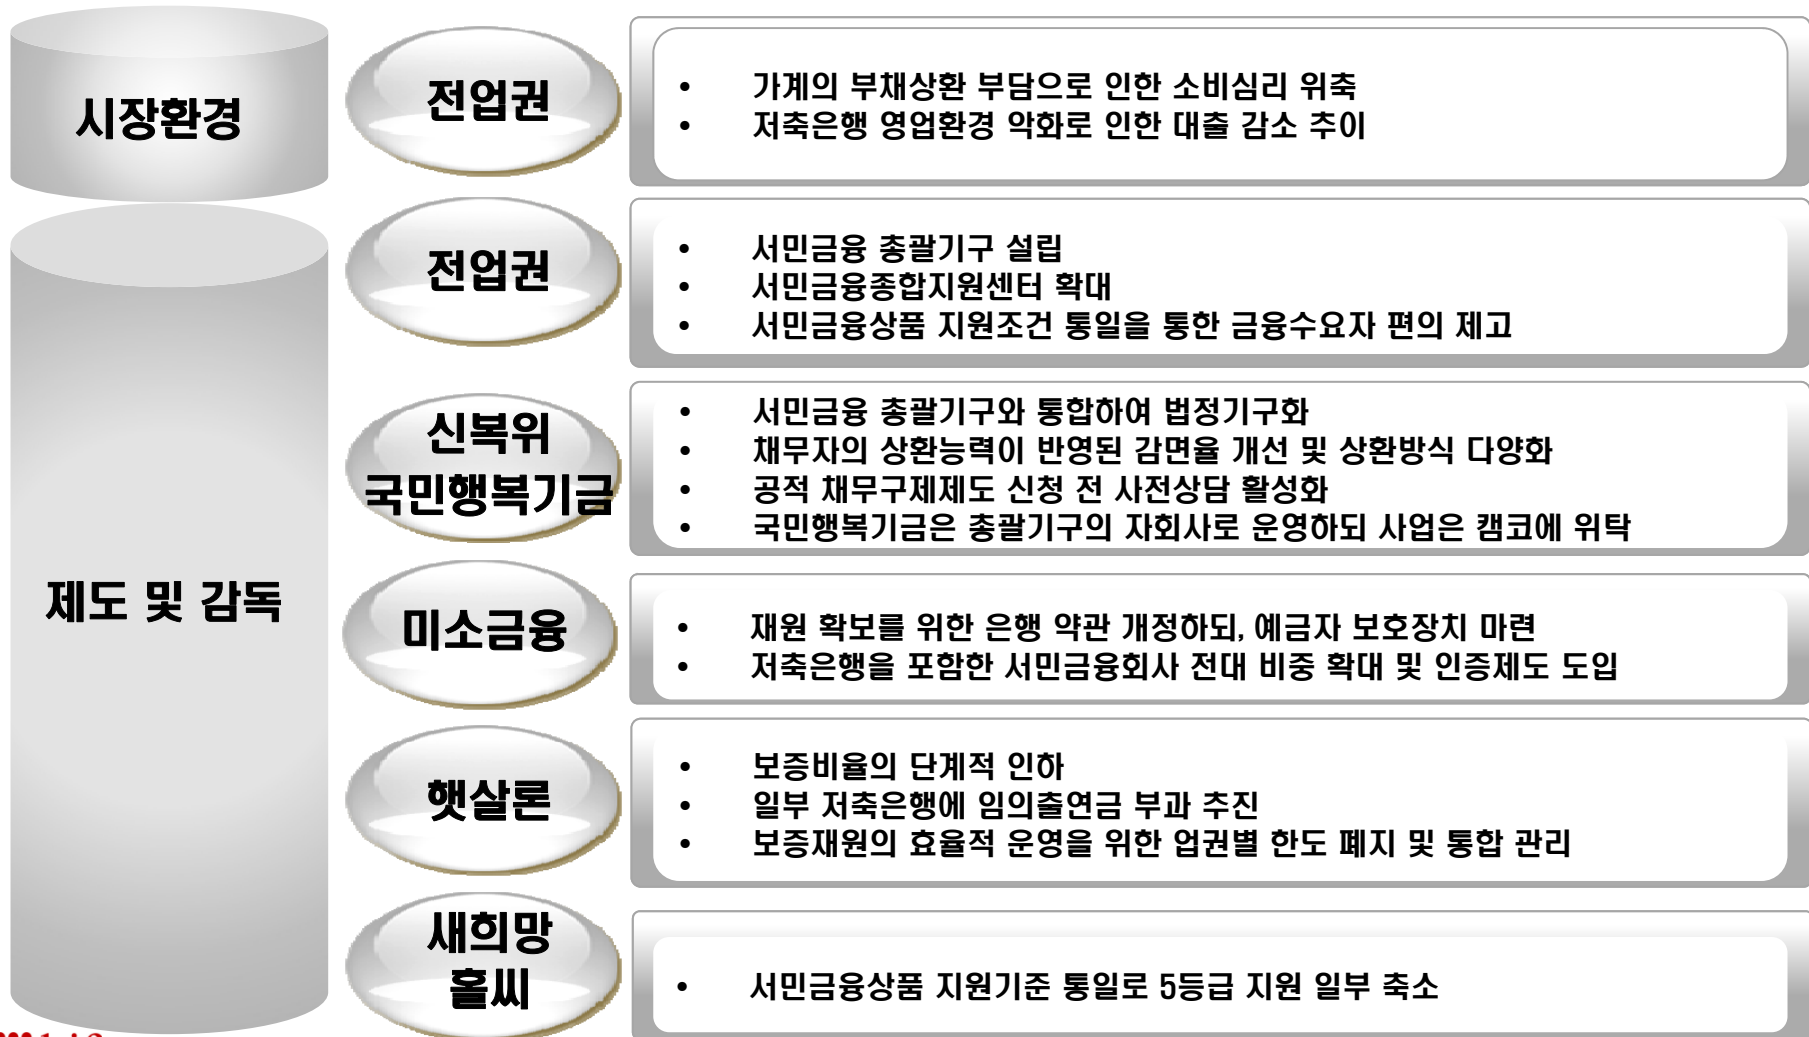 시장환경
전업권
• 가계의 부채상환 부담으로 인한 소비심리 위축
• 저축은행 영업환경 악화로 인한 대출 감소 추이
제도 및 감독
전업권
• 서민금융 총괄기구 설립
• 서민금융종합지원센터 확대
• 서민금융상품 지원조건 통일을 통한 금융수요자 편의 제고
신복위
국민행복기금
• 서민금융 총괄기구와 통합하여 법정기구화
• 채무자의 상환능력이 반영된 감면율 개선 및 상환방식 다양화
• 공적 채무구제제도 신청 전 사전상담 활성화
• 국민행복기금은 총괄기구의 자회사로 운영하되 사업은 캠코에 위탁
미소금융
• 재원 확보를 위한 은행 약관 개정하되, 예금자 보호장치 마련
• 저축은행을 포함한 서민금융회사 전대 비중 확대 및 인증제도 도입
햇살론
• 보증비율의 단계적 인하
• 일부 저축은행에 임의출연금 부과 추진
• 보증재원의 효율적 운영을 위한 업권별 한도 폐지 및 통합 관리
새희망
홀씨
• 서민금융상품 지원기준 통일로 5등급 지원 일부 축소